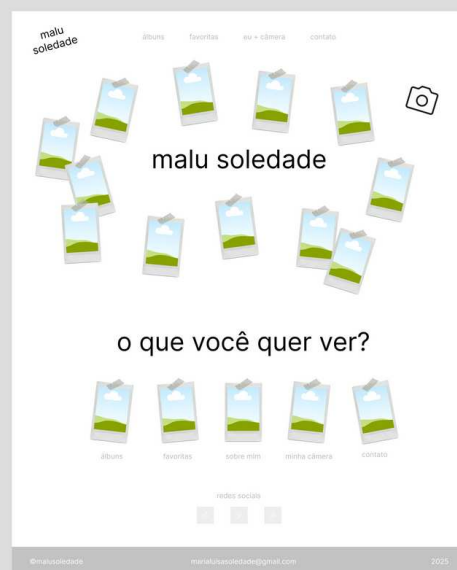 malu
soledade
álbuns favoritas eu + câmera contato
malu soledade
o que você quer ver?
álbuns favoritas sobre mim minha câmera contato
redes sociais
©malusoledade marialuisasoledade@gmail.com 2025